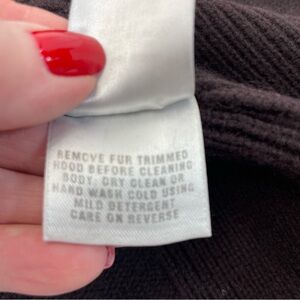 REMOVE FUR TRIMMED
HOOD BEFORE CLEANING
BODY: DRY CLEAN OR
HAND WASH COLD USING
MILD DETERGENT
CARE ON REVERSE